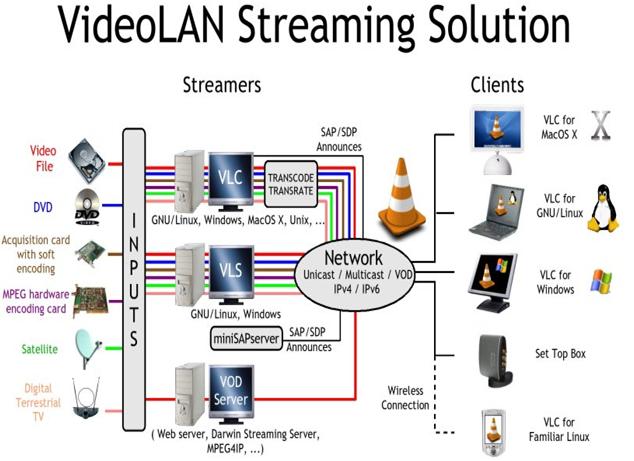 VideoLAN Streaming Solution
Streamers
Clients
Video
File
DVD
DVD
Acquisition card
with soft
encoding
MPEG hardware
encoding card
Satellite
Digital
Terrestrial
TV
INPUTS
VLC
TRANSCODE
TRANSRATE
SAP/SDP
Announces
GNU/Linux, Windows, MacOS X, Unix, ...
VLS
GNU/Linux, Windows
Network
Unicast / Multicast / VOD
IPv4 / IPv6
miniSAPserver
SAP/SDP
Announces
VOD
Server
( Web server, Darwin Streaming Server,
MPEG4IP, ...)
VLC for
MacOS X
X
VLC for
GNU/Linux
VLC for
Windows
Set Top Box
Wireless
Connection
VLC for
Familiar Linux